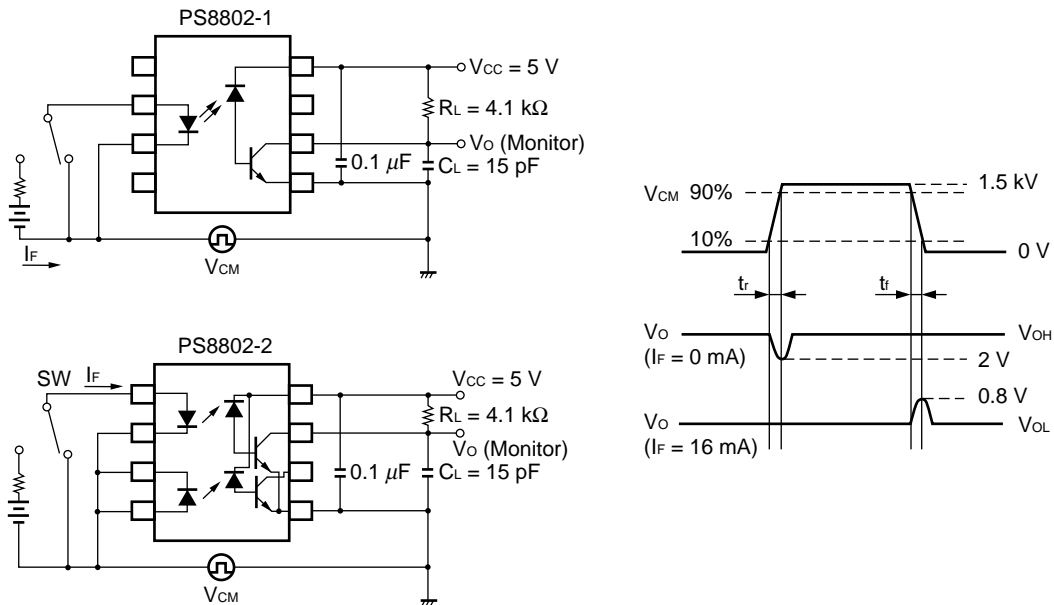 PS8802-1
VCC = 5 V
RL = 4.1 kΩ
VO (Monitor)
0.1 μF
CL = 15 pF
IF
VCM
PS8802-2
SW
IF
VCC = 5 V
RL = 4.1 kΩ
VO (Monitor)
0.1 μF
CL = 15 pF
VCM
VCM 90%
1.5 kV
10%
0 V
tr
tf
VO
(IF = 0 mA)
VOH
2 V
0.8 V
VO
(IF = 16 mA)
VOL